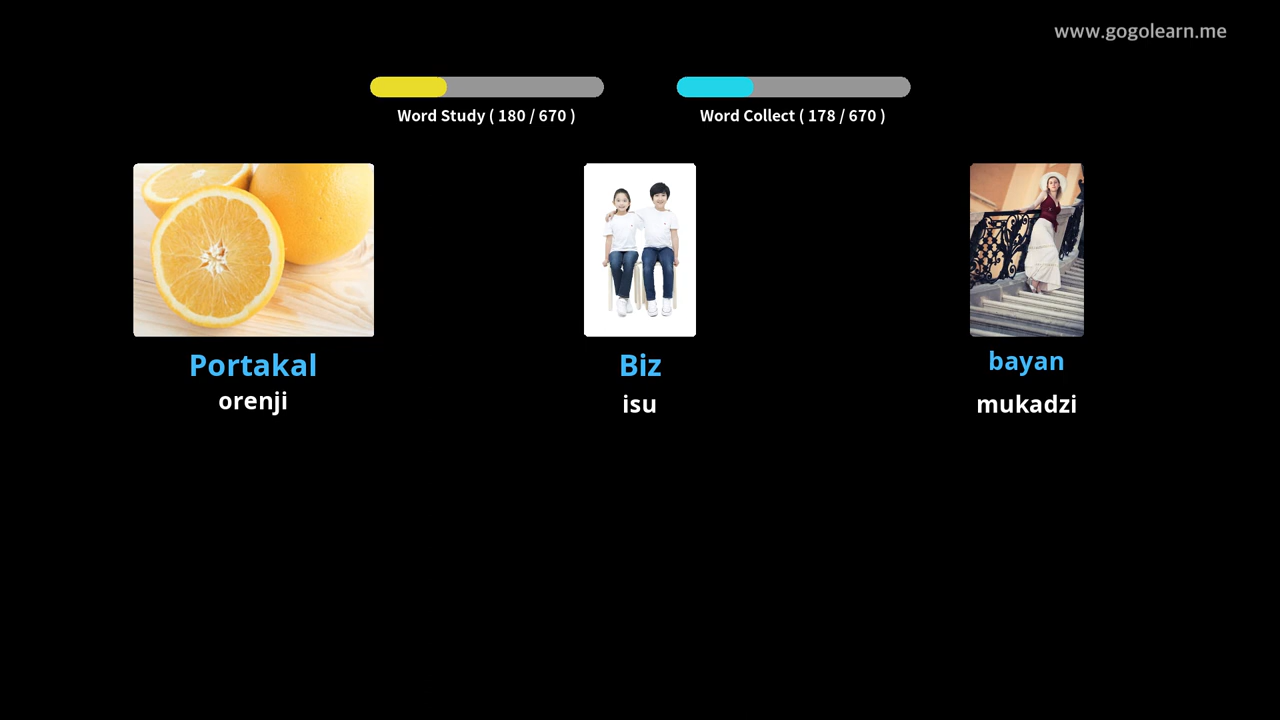 www.gogolearn.me
Word Study ( 180 / 670 )
Word Collect ( 178 / 670 )
Portakal
orenji
Biz
isu
bayan
mukadzi